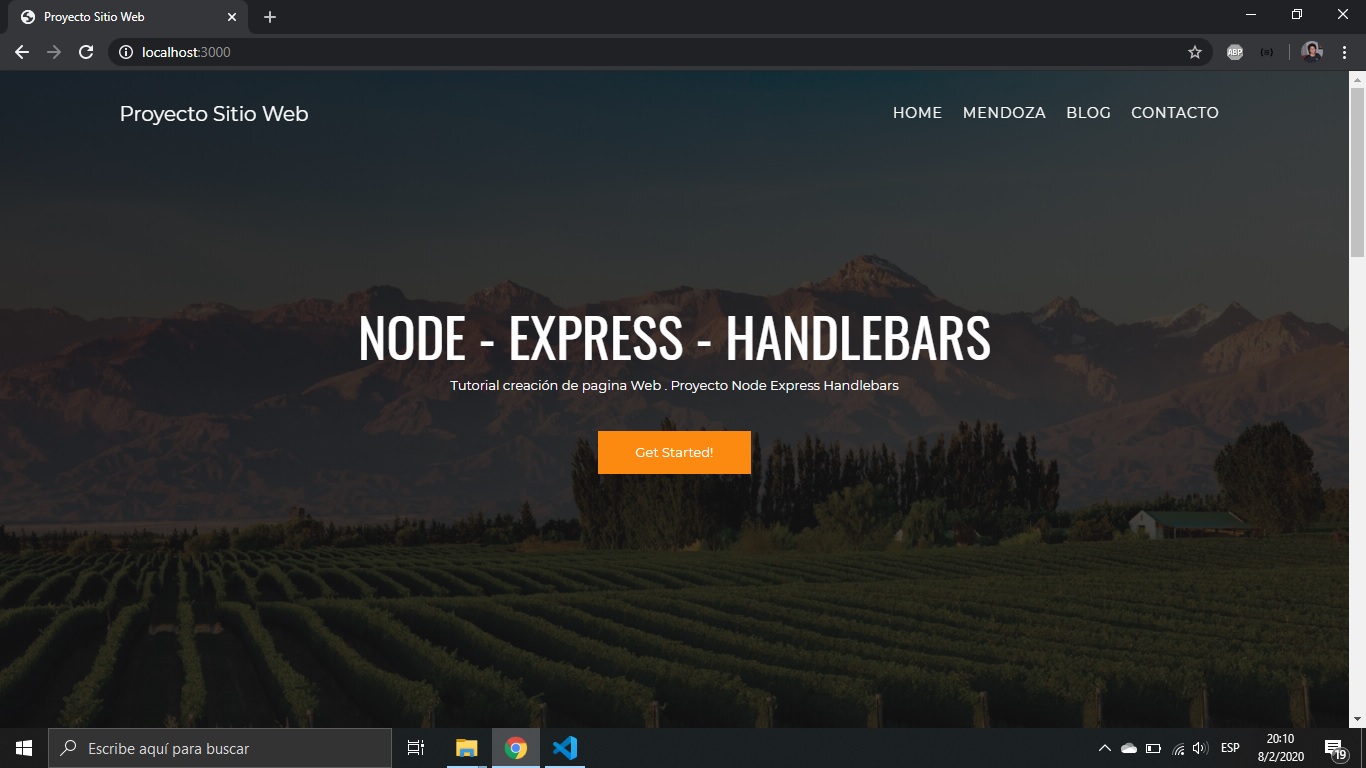 Proyecto Sitio Web
localhost:3000
ABP
Proyecto Sitio Web
HOME MENDOZA BLOG CONTACTO
NODE - EXPRESS - HANDLEBARS
Tutorial creación de pagina Web . Proyecto Node Express Handlebars
Get Started!
Escribe aquí para buscar
ESP
20:10
8/2/2020
19